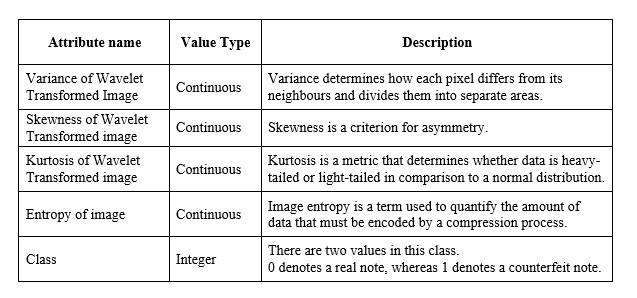 Attribute name Value Type Description
Variance of Wavelet
Transformed Image
Continuous
Variance determines how each pixel differs from its
neighbours and divides them into separate areas.
Skewness of Wavelet
Transformed image
Continuous
Skewness is a criterion for asymmetry.
Kurtosis of Wavelet
Transformed image
Continuous
Kurtosis is a metric that determines whether data is heavy-
tailed or light-tailed in comparison to a normal distribution.
Entropy of image
Continuous
Image entropy is a term used to quantify the amount of
data that must be encoded by a compression process.
Class
Integer
There are two values in this class.
0 denotes a real note, whereas 1 denotes a counterfeit note.